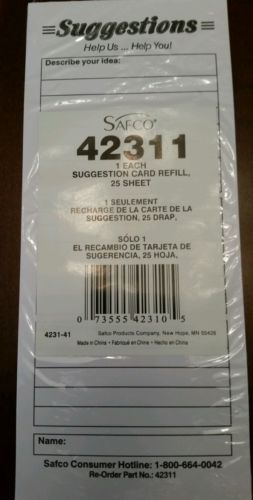 Suggestions
Help Us ... Help You!
Describe your idea:
SAFCO®
42311
1 EACH
SUGGESTION CARD REFILL,
25 SHEET
1 SEULEMENT
RECHARGE DE LA CARTE DE LA
SUGGESTION, 25 DRAP,
SÓLO 1
EL RECAMBIO DE TARJETA DE
SUGERENCIA, 25 HOJA,
0 73555 42310 5
4231-41
Safco Products Company, New Hope, MN 55428
Made in China • Fabriqué en China • Hecho en China
Name:
Safco Consumer Hotline: 1-800-664-0042
Re-Order Part No.: 42311